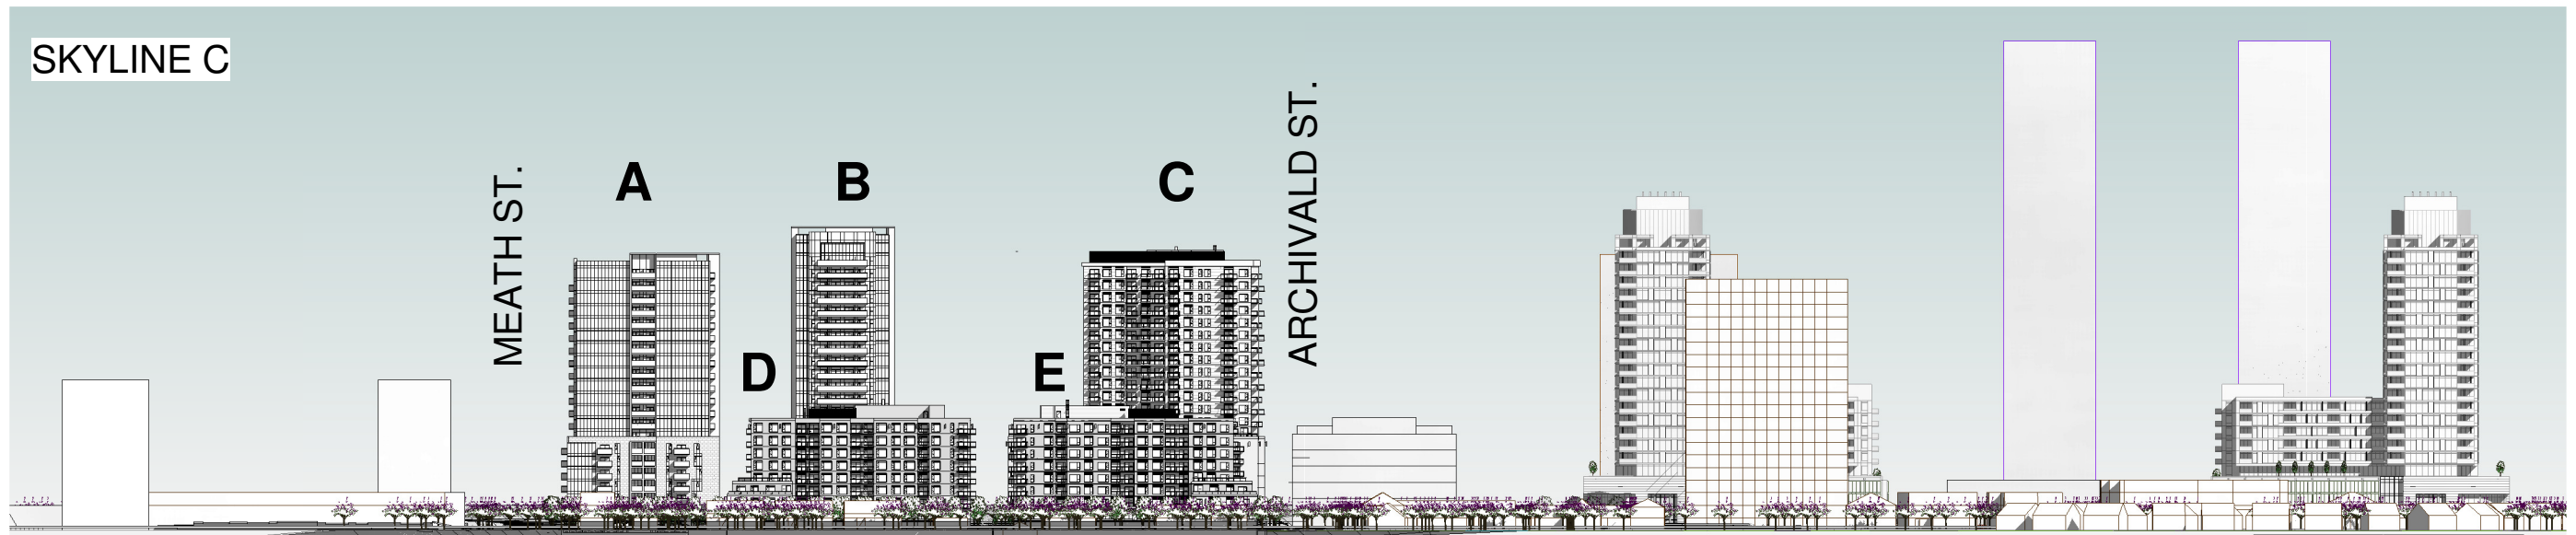 SKYLINE C
MEATH ST.
A
B
C
D
E
ARCHIVALD ST.